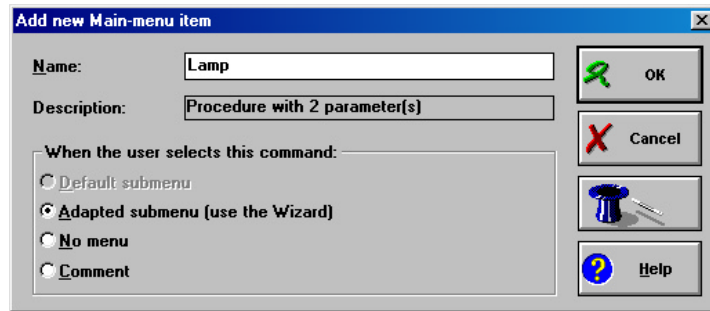 Add new Main-menu item
Name:
Lamp
Description:
Procedure with 2 parameter(s)
When the user selects this command:
Default submenu
Adapted submenu (use the Wizard)
No menu
Comment
OK
Cancel
Help